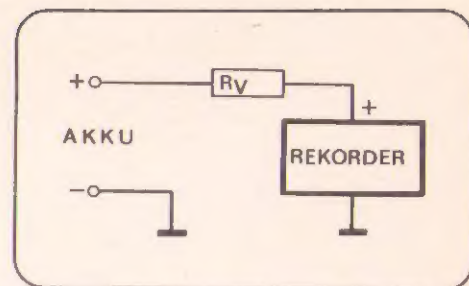 + RV
+
AKKU
REKORDER
-